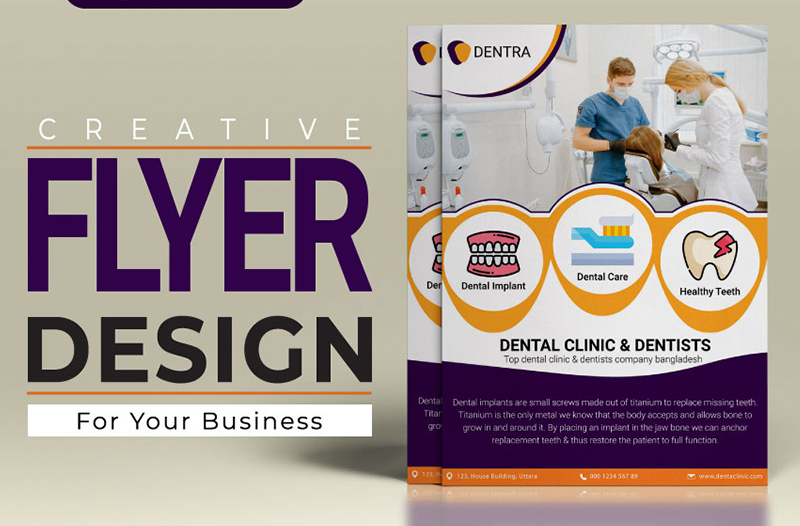 CREATIVE
FLYER
DESIGN
For Your Business
DENTRA
Dental Implant
Dental Care
Healthy Teeth
DENTAL CLINIC & DENTISTS
Top dental clinic & dentists company bangladesh
Dental implants are small screws made out of titanium to replace missing teeth.
Titanium is the only metal we know that the body accepts and allows bone to
grow in and around it. By placing an implant in the jaw bone we can anchor
replacement teeth & thus restore the patient to full function.
123, House Building, Uttara
000 1234 567 89
www.dentaclinic.com